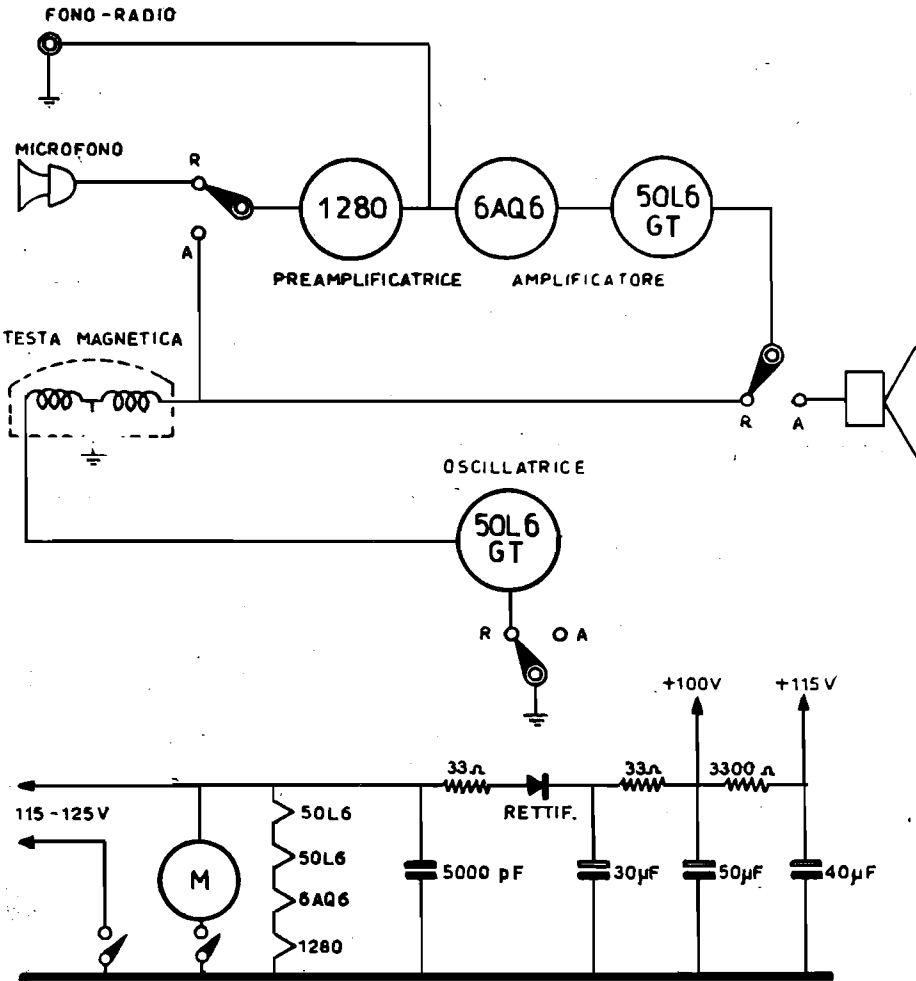 FONO-RADIO
MICROFONO
R
A
1280
6AQ6
50L6
GT
PREAMPLIFICATRICE
AMPLIFICATORE
TESTA MAGNETICA
R
A
OSCILLATRICE
50L6
GT
R
A
+100V
+115V
33Ω
33Ω
3300Ω
RETTIF.
115-125V
50L6
50L6
6AQ6
1280
M
5000 pF
30µF
50µF
40µF